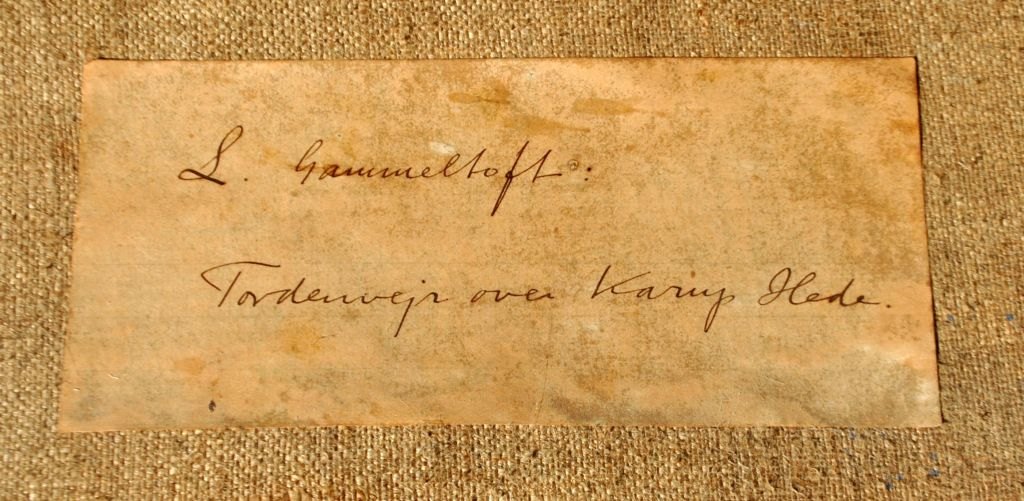 L. Gammeltoft:
Tordenvejr over Karup Hede.